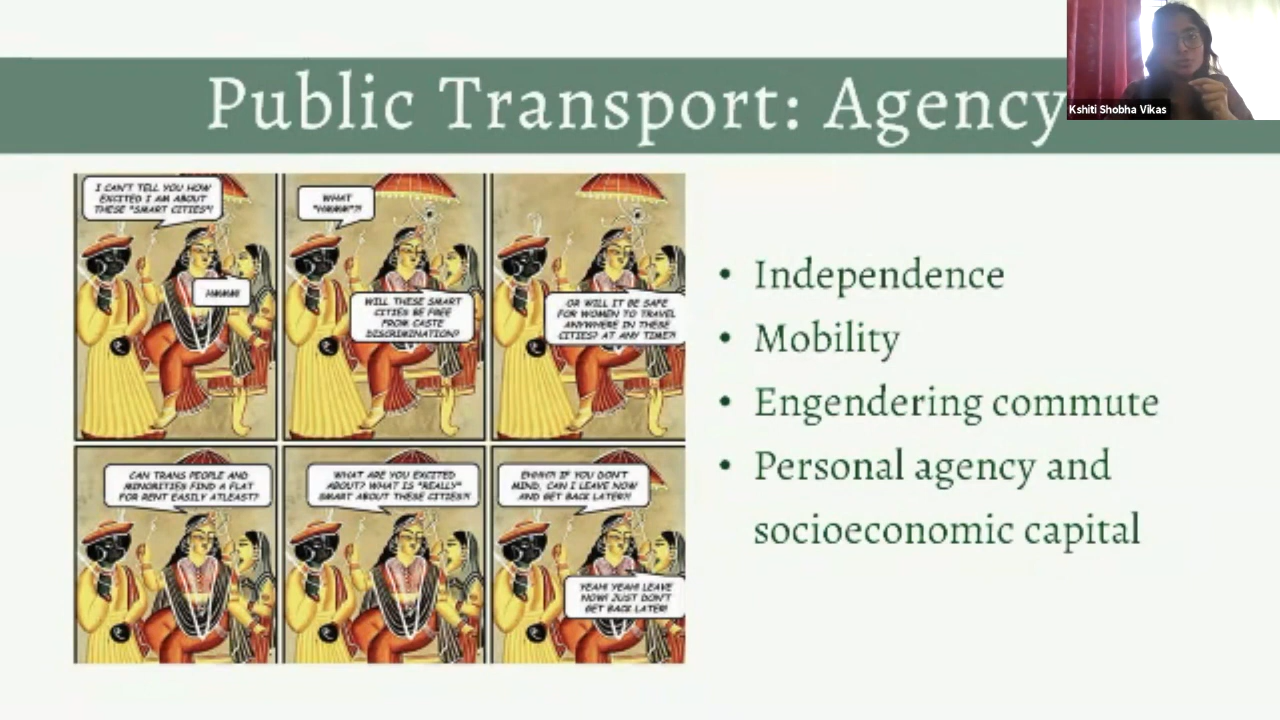 Public Transport: Agency
Kshiti Shobha Vikas
I CAN'T TELL YOU HOW
EXCITED I AM ABOUT
THESE "SMART CITIES"!
HMMM!
WHAT
"HMMM"?!
WILL THESE SMART
CITIES BE FREE
FROM CASTE
DISCRIMINATION?
OR WILL IT BE SAFE
FOR WOMEN TO TRAVEL
ANYWHERE IN THESE
CITIES? AT ANY TIME?!
CAN TRANS PEOPLE AND
MINORITIES FIND A FLAT
FOR RENT EASILY ATLEAST?
WHAT ARE YOU EXCITED
ABOUT? WHAT IS "REALLY"
SMART ABOUT THESE CITIES?!
EHHH?! IF YOU DON'T
MIND, CAN I LEAVE NOW
AND GET BACK LATER?!
YEAH! YEAH! LEAVE
NOW! JUST DON'T
GET BACK LATER!
• Independence
• Mobility
• Engendering commute
• Personal agency and
socioeconomic capital